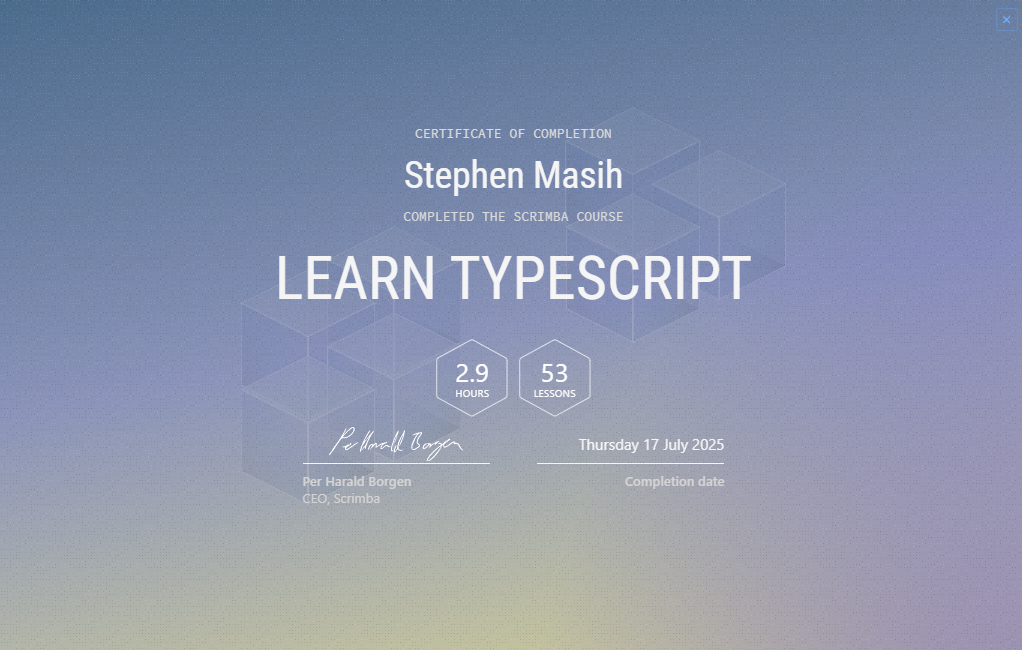 CERTIFICATE OF COMPLETION
Stephen Masih
COMPLETED THE SCRIMBA COURSE
LEARN TYPESCRIPT
2.9
HOURS
53
LESSONS
Per Harald Borgen
Thursday 17 July 2025
Per Harald Borgen
CEO, Scrimba
Completion date